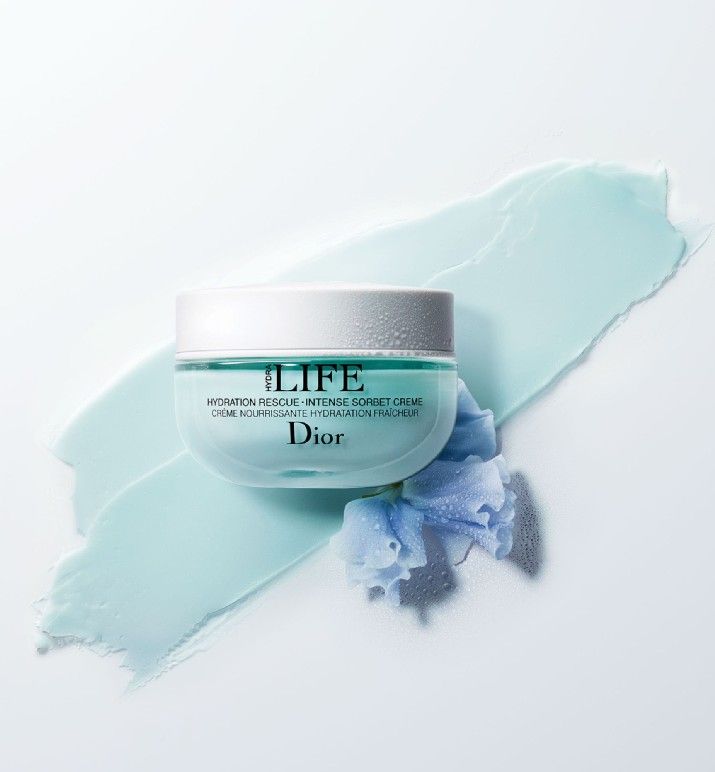 HYDRA LIFE
HYDRATION RESCUE · INTENSE SORBET CREME
CRÈME NOURRISSANTE HYDRATATION FRAÎCHEUR
Dior